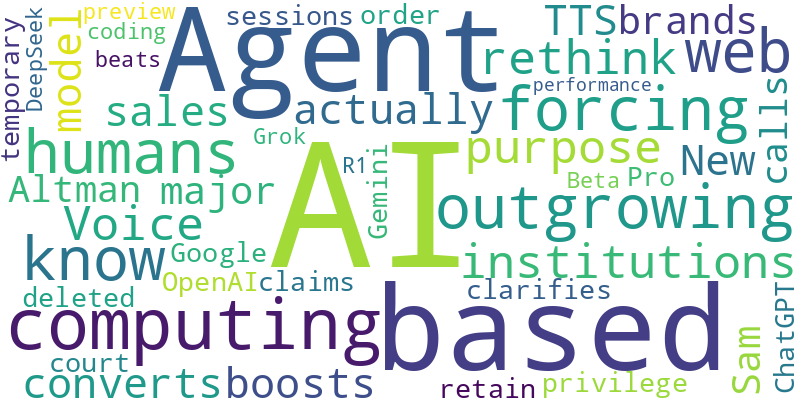 preview
sessions
order
TTS
brands
coding
DeepSeek
model
Agent
rethink
web
beats
temporary
performance
sales
actually
forcing
calls
Grok
humans
R1
purpose
New
Gemini
Beta
Pro
Altman
major
AI
outgrowing
Voice
know
Google
institutions
OpenAI
claims
clarifies
deleted
computing
based
ChatGPT
Sam
court
converts
boosts
retain
privilege